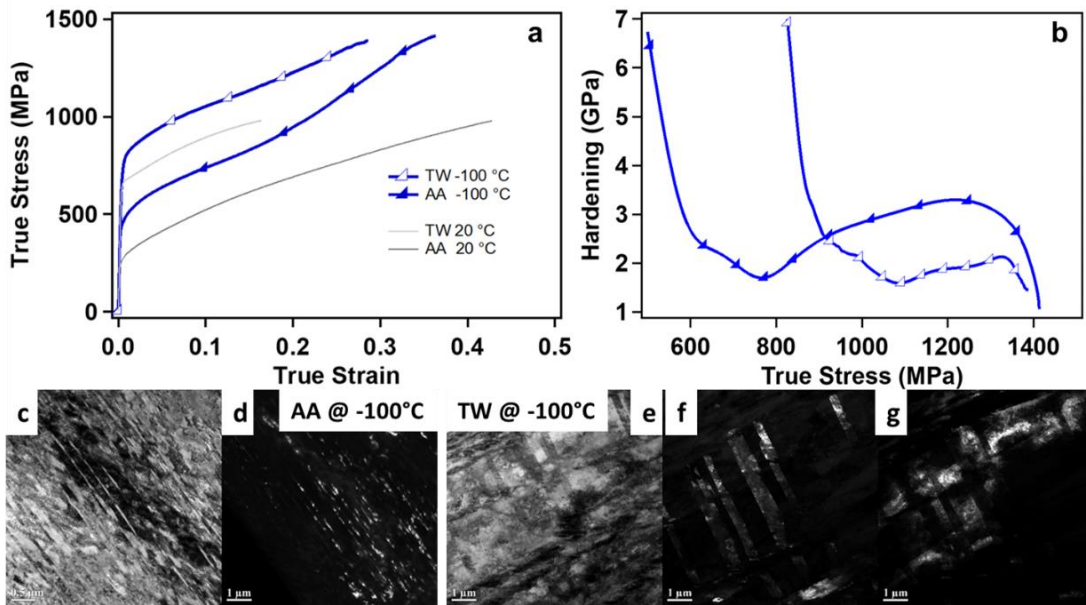 a
1500
1000
500
0
True Stress (MPa)
0.0 0.1 0.2 0.3 0.4 0.5
True Strain
TW -100 °C
AA -100 °C
TW 20 °C
AA 20 °C
b
7
6
5
4
3
2
1
Hardening (GPa)
600 800 1000 1200 1400
True Stress (MPa)
c
d
AA @ -100°C
TW @ -100°C
e
f
g
0.5 µm
1 µm
1 µm
1 µm
1 µm